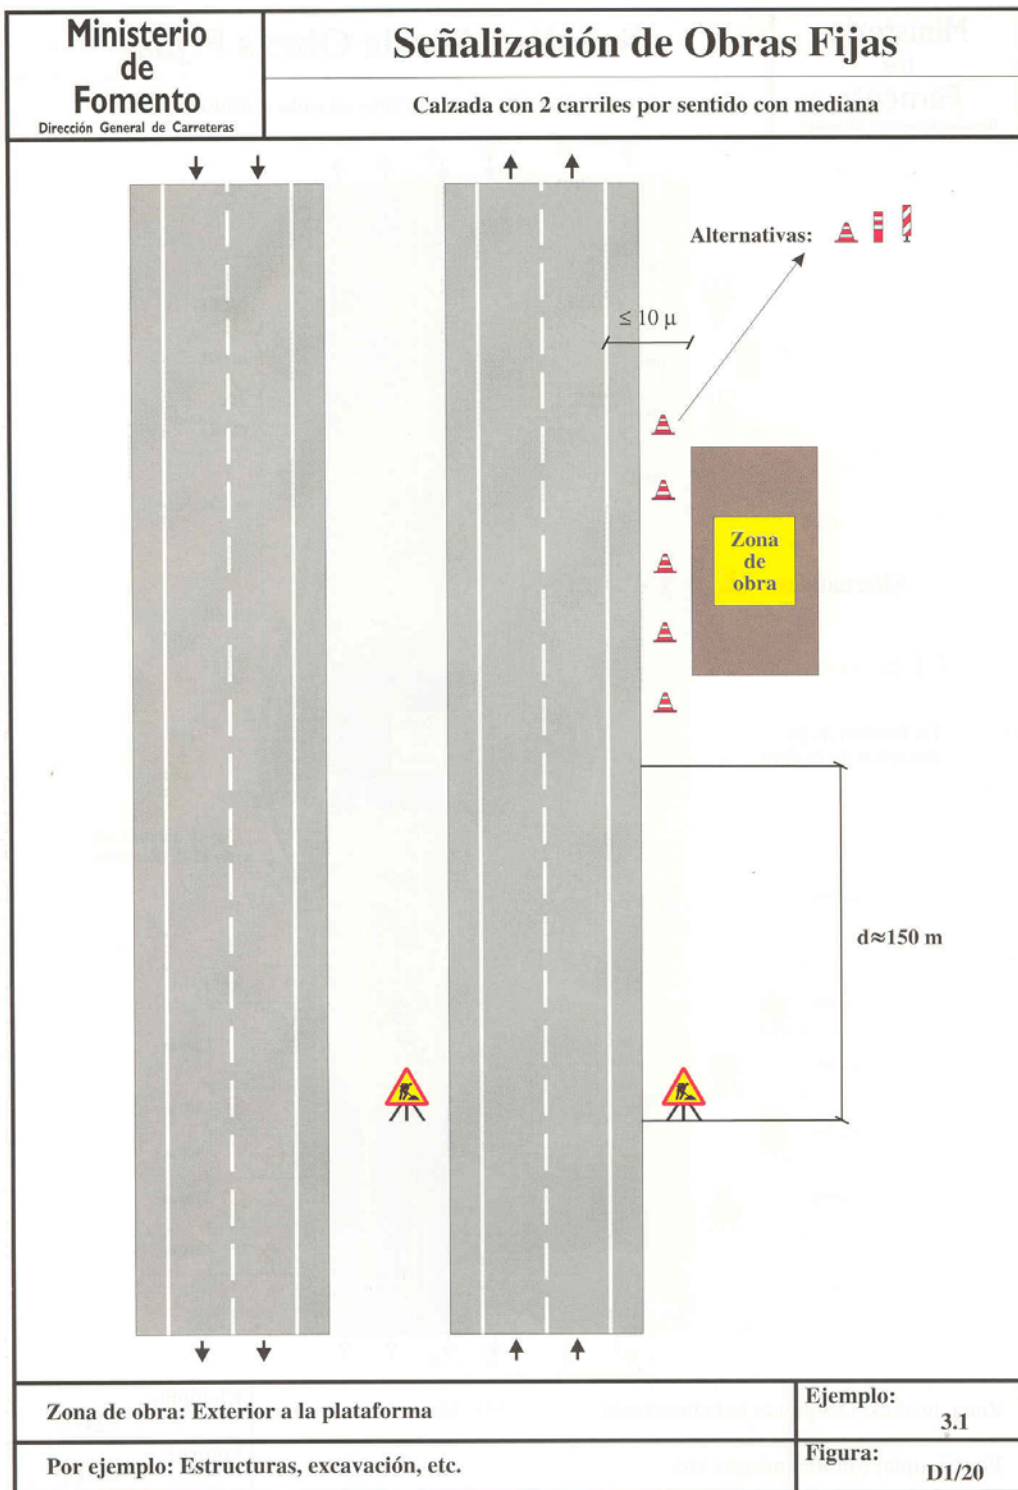 Ministerio
de
Fomento
Dirección General de Carreteras
Señalización de Obras Fijas
Calzada con 2 carriles por sentido con mediana
Alternativas:
≤ 10 µ
Zona
de
obra
d≈150 m
Zona de obra: Exterior a la plataforma
Ejemplo:
3.1
Por ejemplo: Estructuras, excavación, etc.
Figura:
D1/20